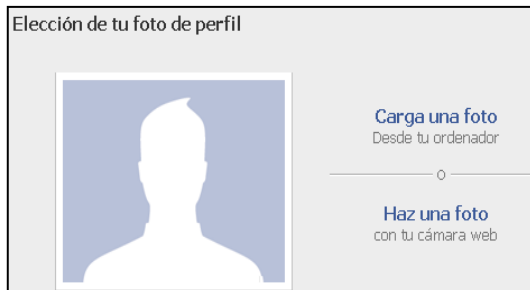 Elección de tu foto de perfil
Carga una foto
Desde tu ordenador
o
Haz una foto
con tu cámara web